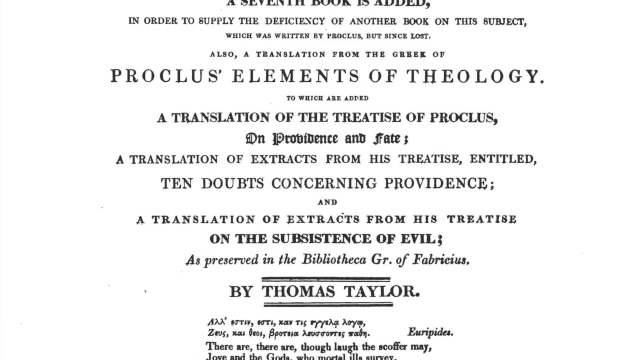 A SEVENTH BOOK IS ADDED,
IN ORDER TO SUPPLY THE DEFICIENCY OF ANOTHER BOOK ON THIS SUBJECT,
WHICH WAS WRITTEN BY PROCLUS, BUT SINCE LOST.
ALSO, A TRANSLATION FROM THE GREEK OF
PROCLUS' ELEMENTS OF THEOLOGY.
TO WHICH ARE ADDED
A TRANSLATION OF THE TREATISE OF PROCLUS,
On Providence and Fate;
A TRANSLATION OF EXTRACTS FROM HIS TREATISE, ENTITLED,
TEN DOUBTS CONCERNING PROVIDENCE;
AND
A TRANSLATION OF EXTRACTS FROM HIS TREATISE
ON THE SUBSISTENCE OF EVIL;
As preserved in the Bibliotheca Gr. of Fabricius.
BY THOMAS TAYLOR.
Αλλ' εστιν, εστι, καν τις εγγελα λογω,
Ζευς, και θεοι, βροτεια λευσσοντες παθη. Euripides.
There are, there are, though laugh the scoffer may,
Jove and the Gods, who mortal ills survey.